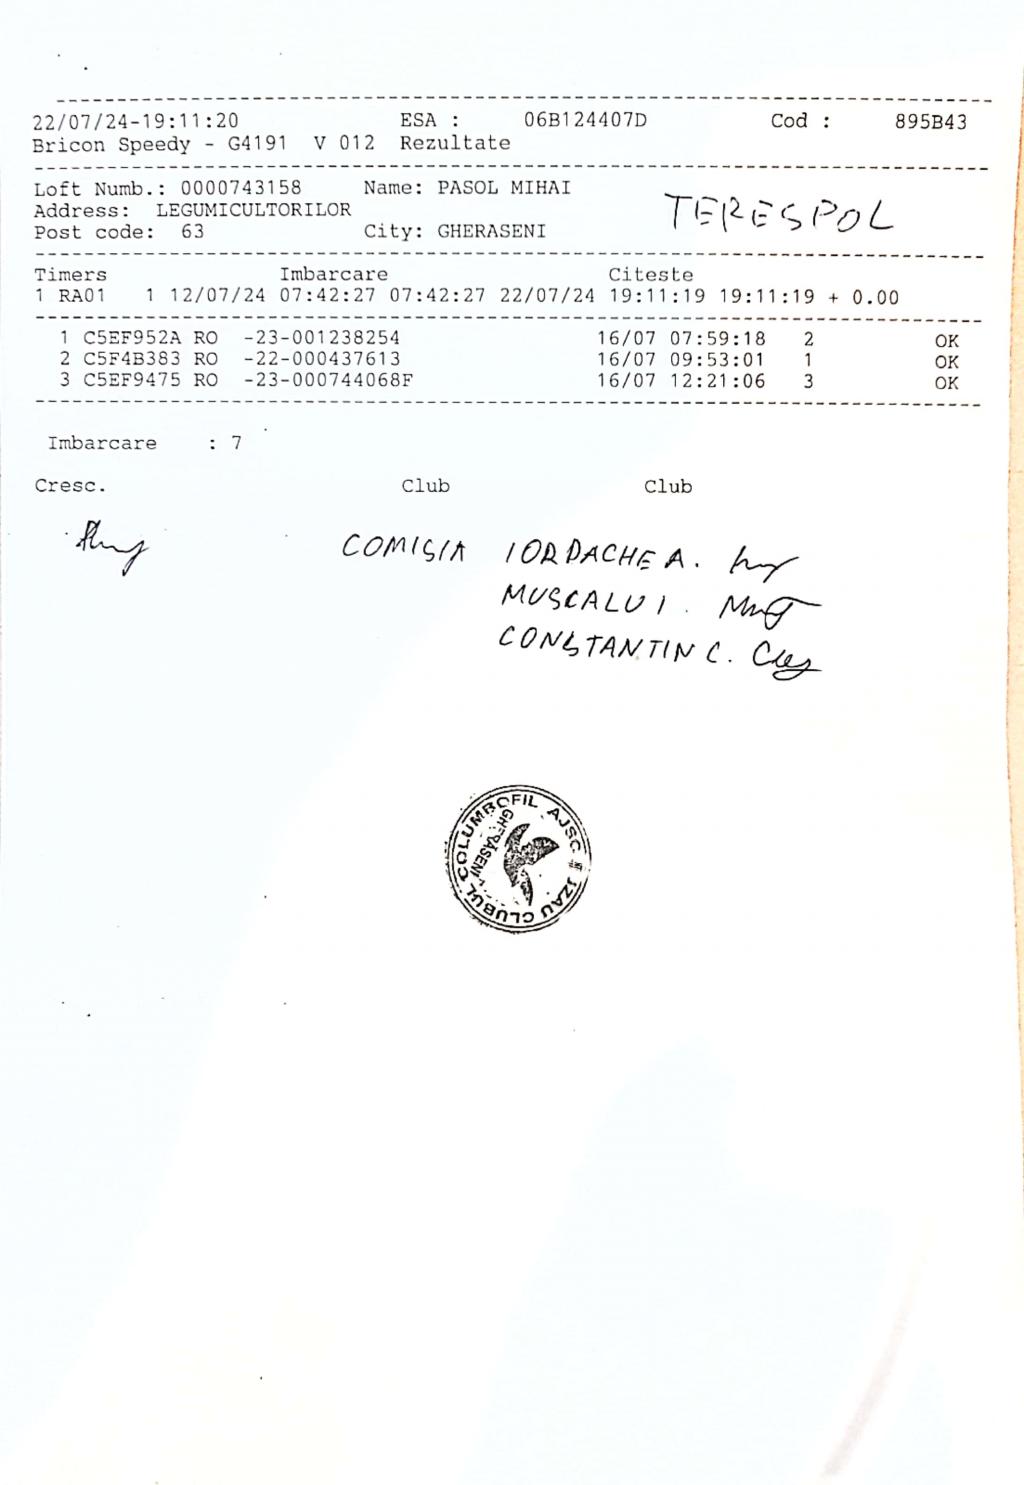 22/07/24-19:11:20 ESA : 06B124407D Cod : 895B43
Bricon Speedy - G4191 V 012 Rezultate
Loft Numb.: 0000743158 Name: PASOL MIHAI
TERESPOL
Address: LEGUMICULTORILOR
Post code: 63 City: GHERASENI
Timers Imbarcare Citeste
1 RA01 1 12/07/24 07:42:27 07:42:27 22/07/24 19:11:19 19:11:19 + 0.00
1 C5EF952A RO -23-001238254 16/07 07:59:18 2 OK
2 C5F4B383 RO -22-000437613 16/07 09:53:01 1 OK
3 C5EF9475 RO -23-000744068F 16/07 12:21:06 3 OK
Imbarcare : 7
Cresc. Club Club
COMISIA IORDACHE A.
MUSCALU I.
CONSTANTIN C.
CLUBUL COLUMBOFIL AJSC
GHERASENI